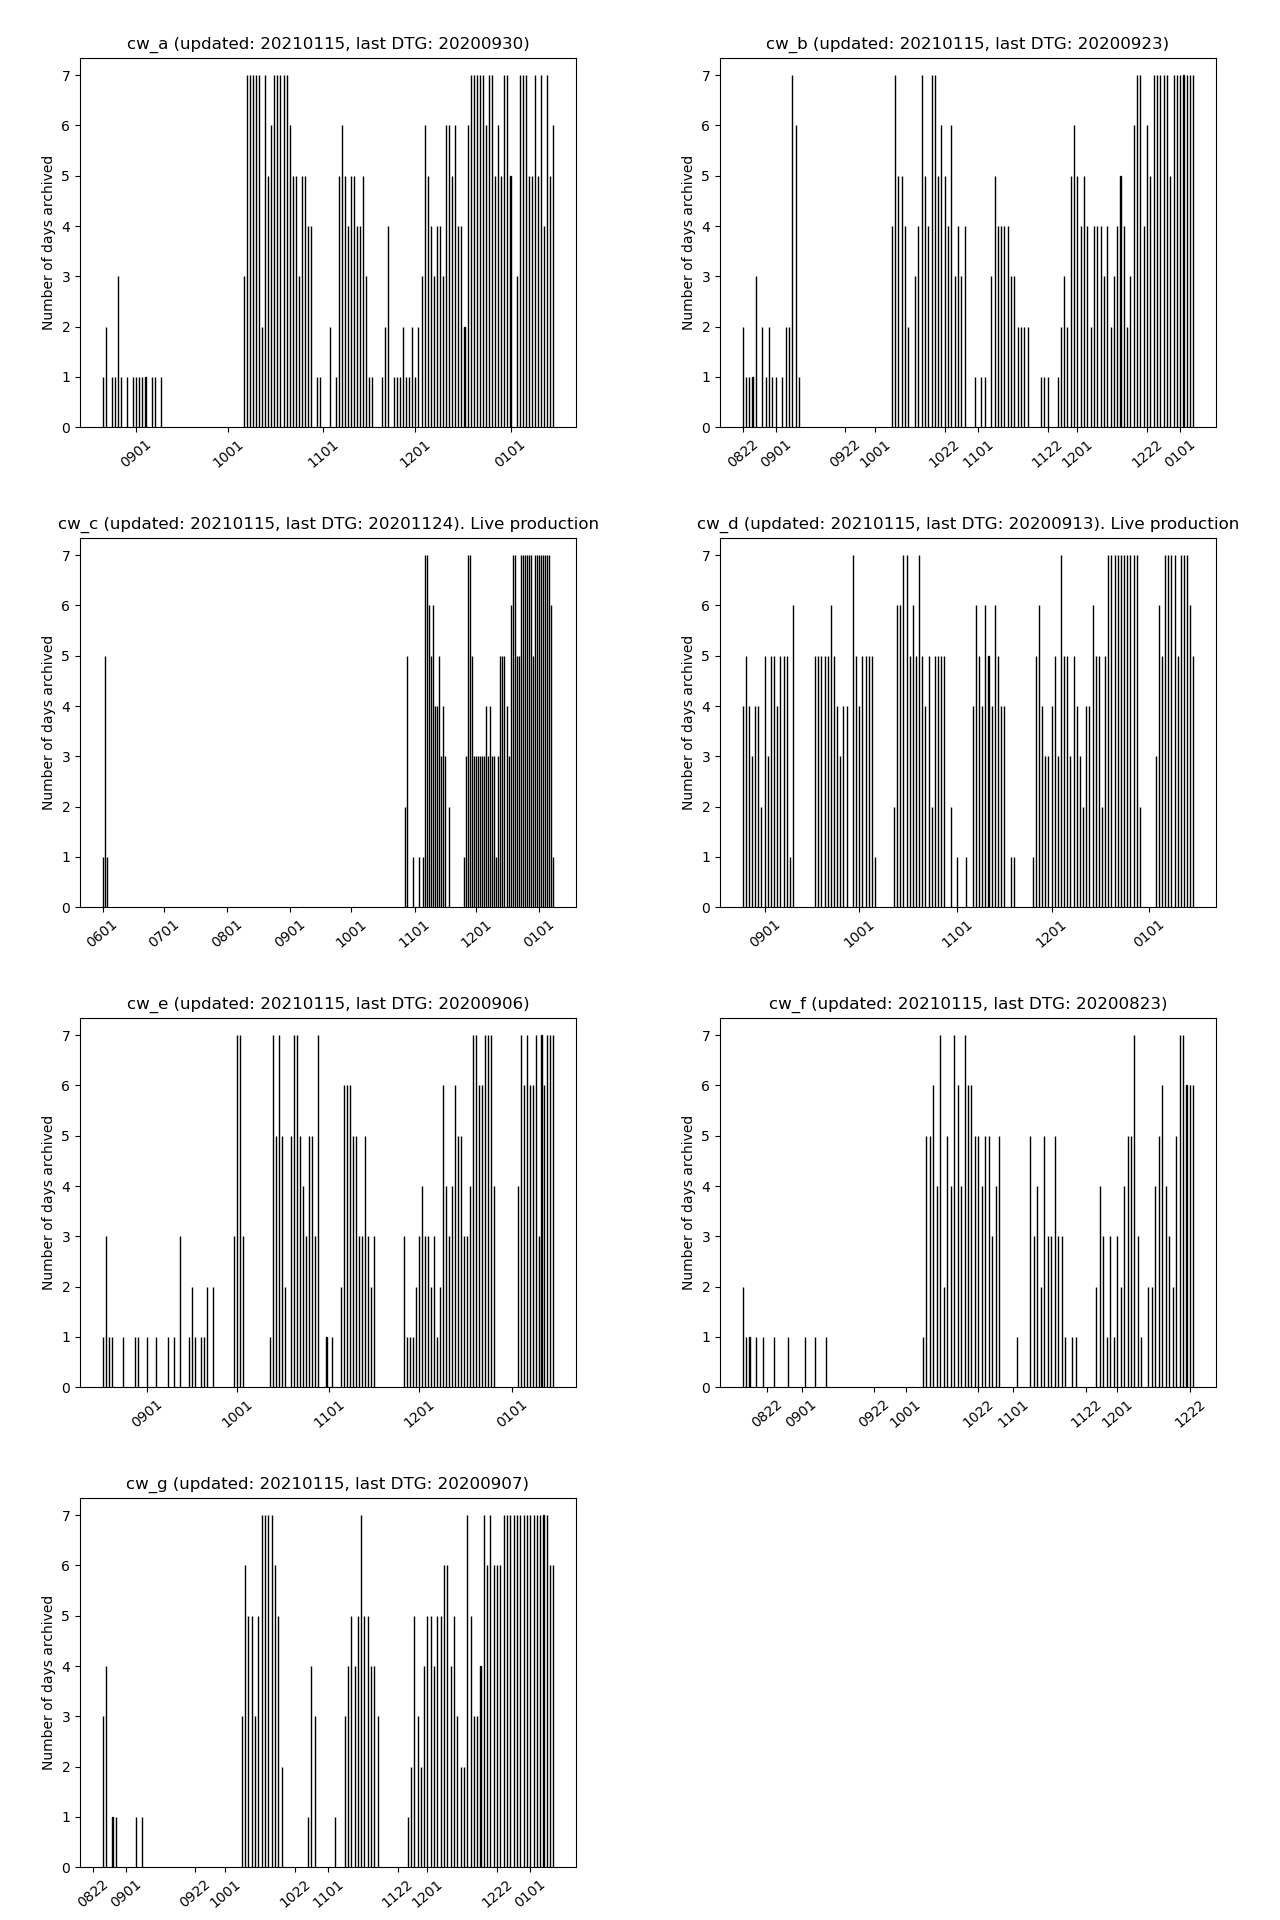 cw_a (updated: 20210115, last DTG: 20200930)
Number of days archived
7
6
5
4
3
2
1
0
0901 1001 1101 1201 0101
cw_b (updated: 20210115, last DTG: 20200923)
Number of days archived
7
6
5
4
3
2
1
0
0822 0901 0922 1001 1022 1101 1122 1201 1222 0101
cw_c (updated: 20210115, last DTG: 20201124). Live production
Number of days archived
7
6
5
4
3
2
1
0
0601 0701 0801 0901 1001 1101 1201 0101
cw_d (updated: 20210115, last DTG: 20200913). Live production
Number of days archived
7
6
5
4
3
2
1
0
0901 1001 1101 1201 0101
cw_e (updated: 20210115, last DTG: 20200906)
Number of days archived
7
6
5
4
3
2
1
0
0901 1001 1101 1201 0101
cw_f (updated: 20210115, last DTG: 20200823)
Number of days archived
7
6
5
4
3
2
1
0
0822 0901 0922 1001 1022 1101 1122 1201 1222
cw_g (updated: 20210115, last DTG: 20200907)
Number of days archived
7
6
5
4
3
2
1
0
0822 0901 0922 1001 1022 1101 1122 1201 1222 0101